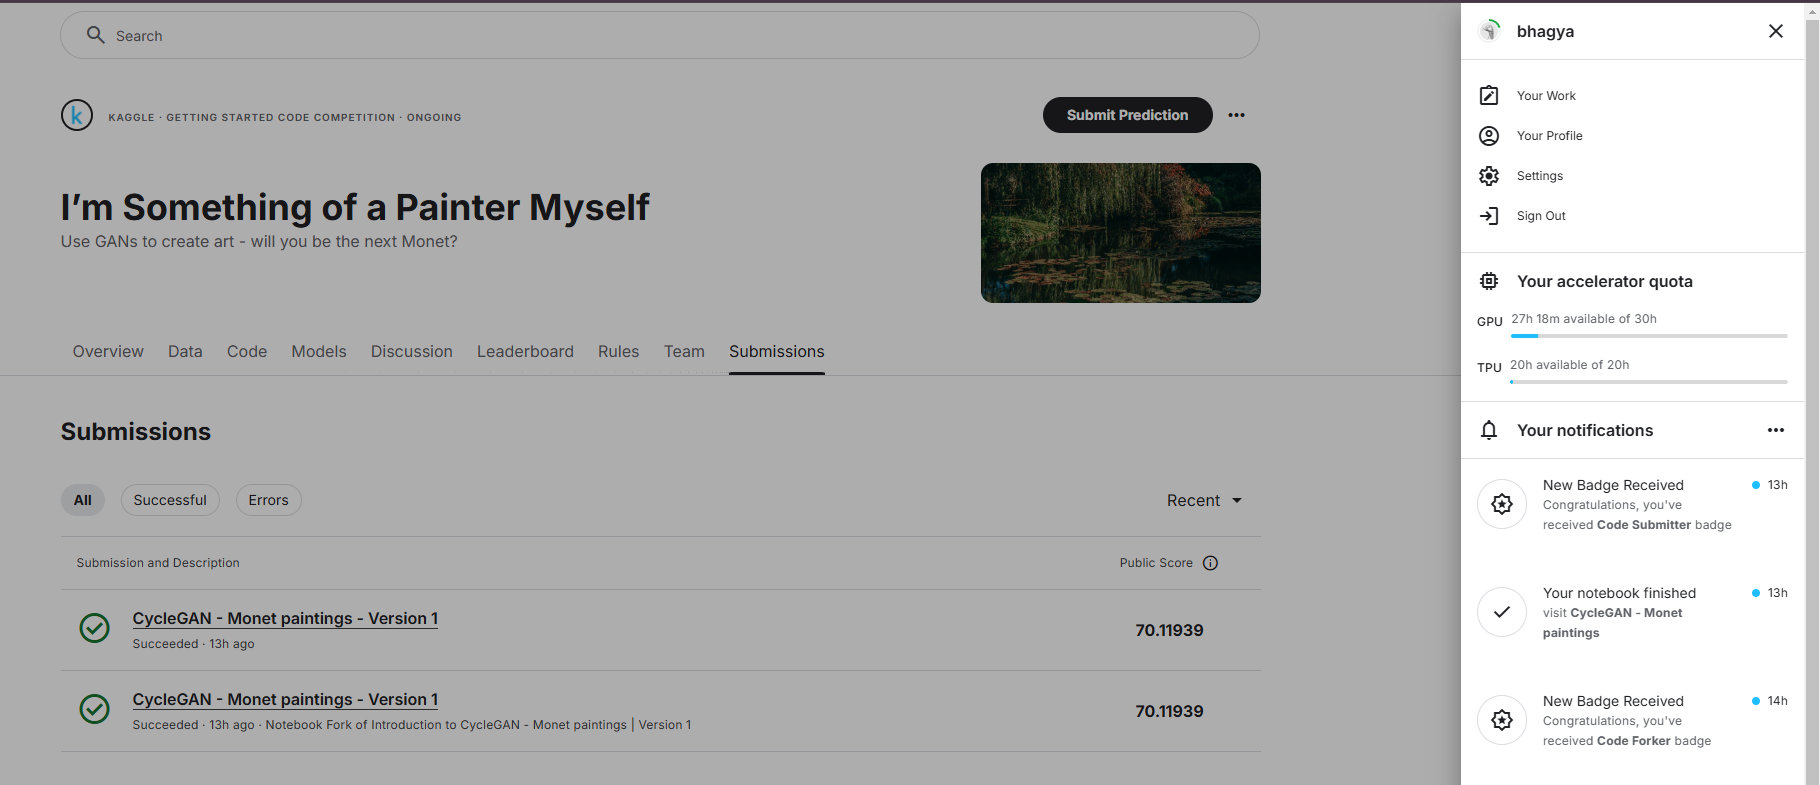 Search
KAGGLE · GETTING STARTED CODE COMPETITION · ONGOING
Submit Prediction
I’m Something of a Painter Myself
Use GANs to create art - will you be the next Monet?
Overview Data Code Models Discussion Leaderboard Rules Team Submissions
Submissions
All Successful Errors
Recent
Submission and Description Public Score
CycleGAN - Monet paintings - Version 1
Succeeded · 13h ago
70.11939
CycleGAN - Monet paintings - Version 1
Succeeded · 13h ago · Notebook Fork of Introduction to CycleGAN - Monet paintings | Version 1
70.11939
bhagya
Your Work
Your Profile
Settings
Sign Out
Your accelerator quota
GPU 27h 18m available of 30h
TPU 20h available of 20h
Your notifications
New Badge Received 13h
Congratulations, you've
received Code Submitter badge
Your notebook finished 13h
visit CycleGAN - Monet
paintings
New Badge Received 14h
Congratulations, you've
received Code Forker badge